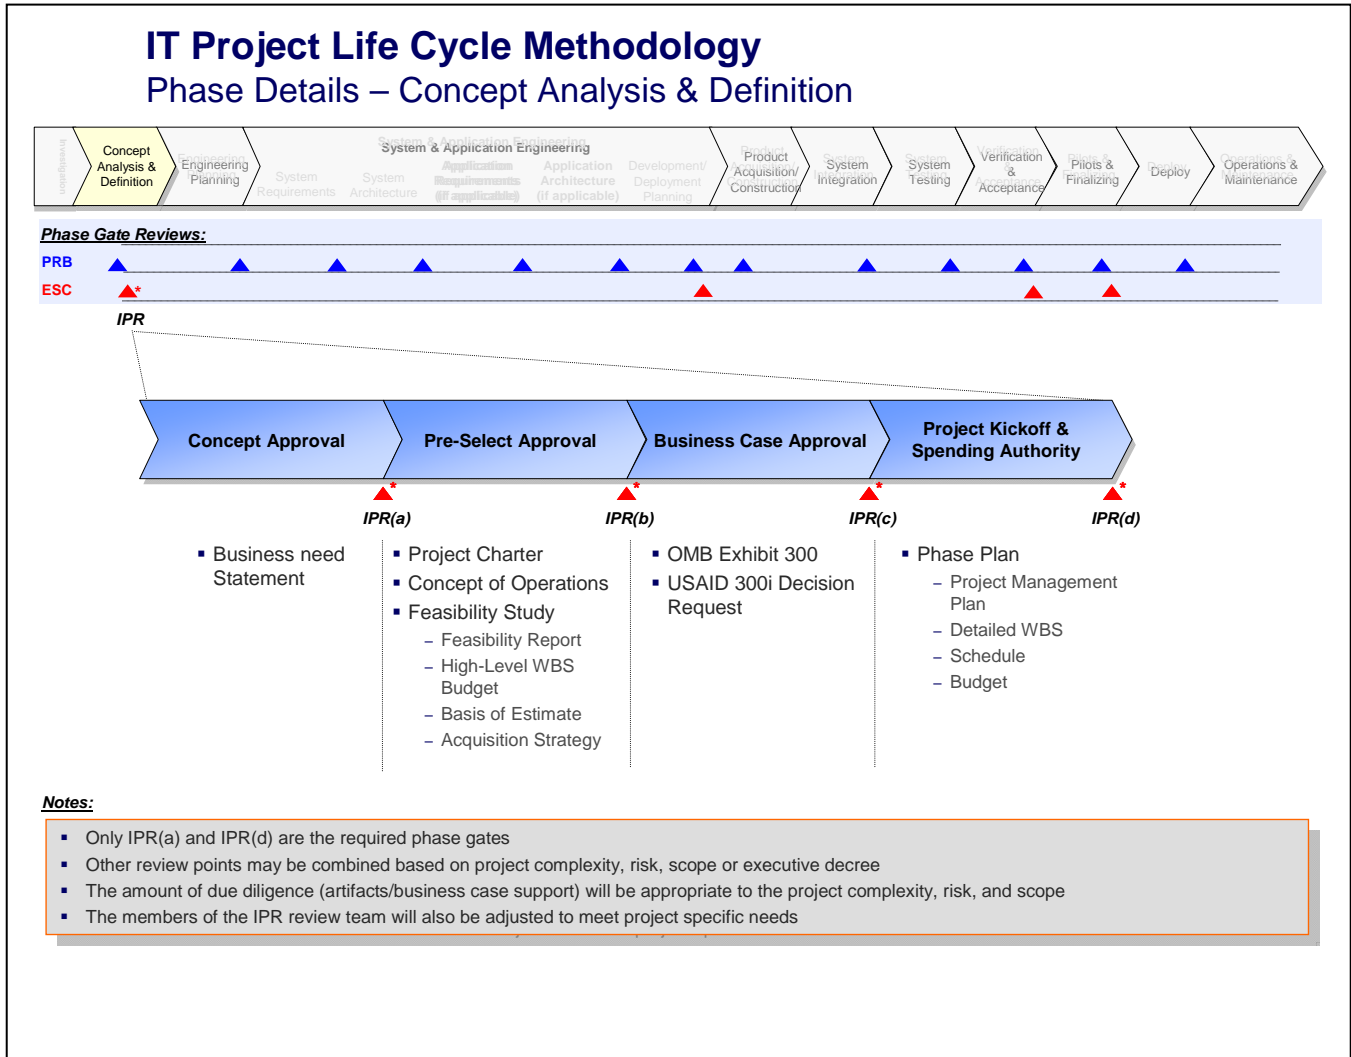 IT Project Life Cycle Methodology
Phase Details – Concept Analysis & Definition
Investigation
Concept
Analysis &
Definition
Engineering
Planning
System & Application Engineering
System
Requirements
System
Architecture
Application
Requirements
(if applicable)
Application
Architecture
(if applicable)
Development/
Deployment
Planning
Product
Acquisition/
Construction
System
Integration
System
Testing
Verification
&
Acceptance
Pilots &
Finalizing
Deploy
Operations &
Maintenance
Phase Gate Reviews:
PRB
ESC
*
IPR
Concept Approval
Pre-Select Approval
Business Case Approval
Project Kickoff &
Spending Authority
*
*
*
*
IPR(a)
IPR(b)
IPR(c)
IPR(d)
▪ Business need
Statement
▪ Project Charter
▪ Concept of Operations
▪ Feasibility Study
– Feasibility Report
– High-Level WBS
Budget
– Basis of Estimate
– Acquisition Strategy
▪ OMB Exhibit 300
▪ USAID 300i Decision
Request
▪ Phase Plan
– Project Management
Plan
– Detailed WBS
– Schedule
– Budget
Notes:
▪ Only IPR(a) and IPR(d) are the required phase gates
▪ Other review points may be combined based on project complexity, risk, scope or executive decree
▪ The amount of due diligence (artifacts/business case support) will be appropriate to the project complexity, risk, and scope
▪ The members of the IPR review team will also be adjusted to meet project specific needs